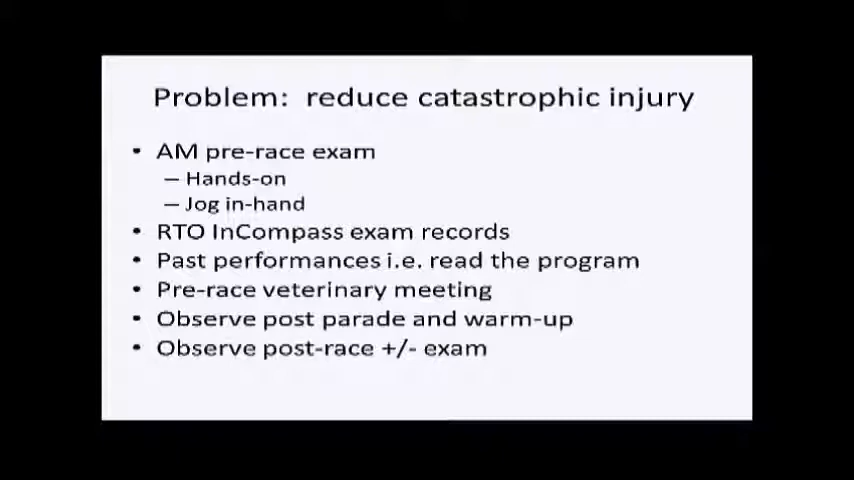 Problem: reduce catastrophic injury
• AM pre-race exam
– Hands-on
– Jog in-hand
• RTO InCompass exam records
• Past performances i.e. read the program
• Pre-race veterinary meeting
• Observe post parade and warm-up
• Observe post-race +/- exam